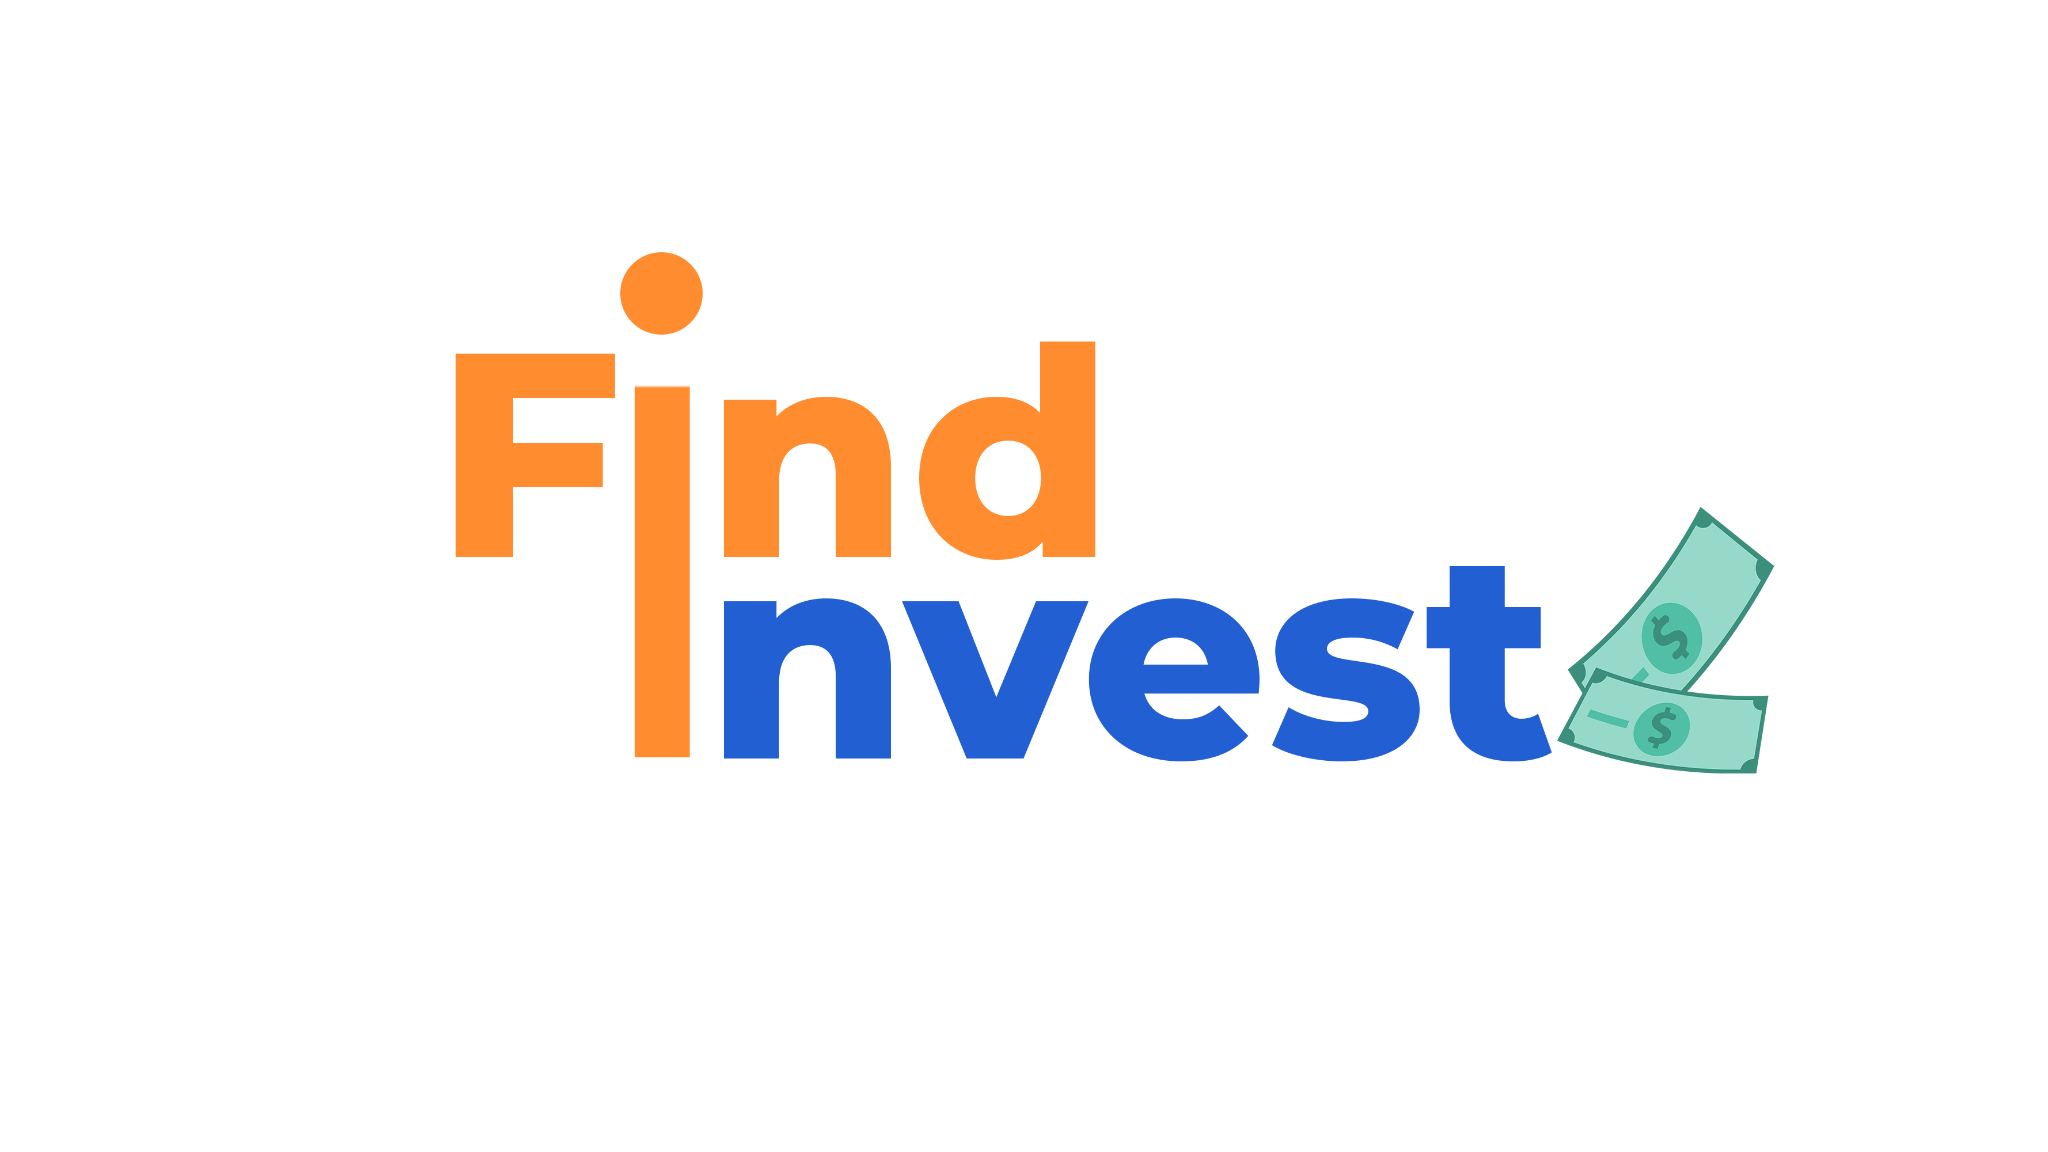 Find
invest
$
$